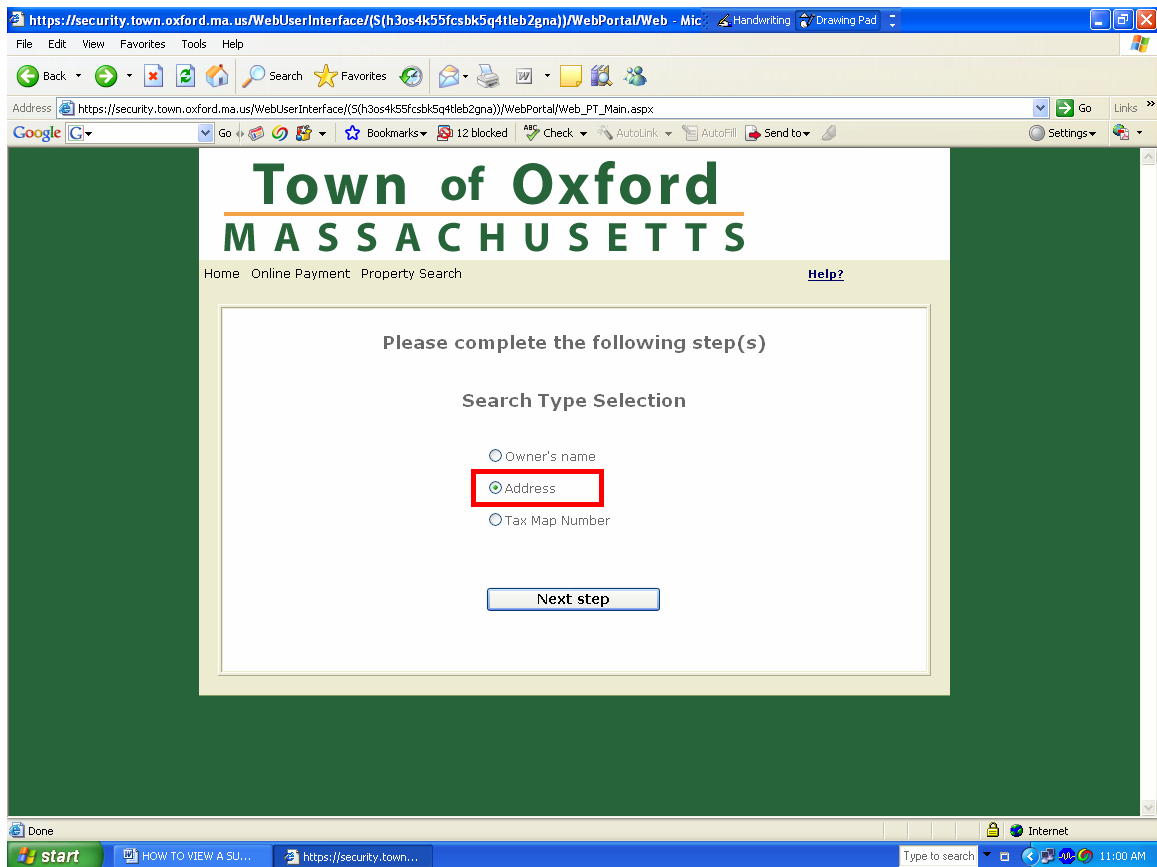 https://security.town.oxford.ma.us/WebUserInterface/(S(h3os4k55fcsbk5q4tleb2gna))/WebPortal/Web - Mic Handwriting Drawing Pad
File Edit View Favorites Tools Help
Back Search Favorites
Address https://security.town.oxford.ma.us/WebUserInterface/(S(h3os4k55fcsbk5q4tleb2gna))/WebPortal/Web_PT_Main.aspx Go Links »
Google G Go Bookmarks 12 blocked ABC Check AutoLink AutoFill Send to Settings
Town of Oxford
MASSACHUSETTS
Home Online Payment Property Search Help?
Please complete the following step(s)
Search Type Selection
Owner's name
Address
Tax Map Number
Next step
Done Internet
start HOW TO VIEW A SU... https://security.town... Type to search 11:00 AM